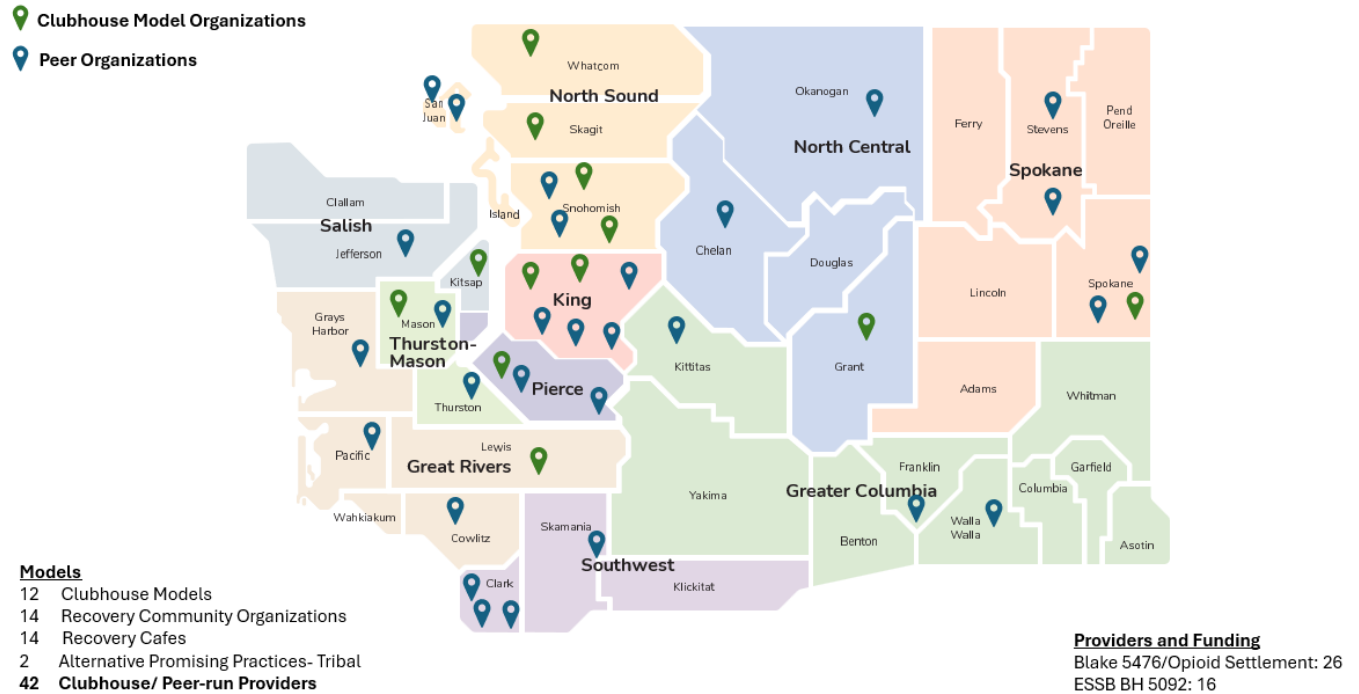 Clubhouse Model Organizations
Peer Organizations
Whatcom
North Sound
San
Juan
Skagit
Island
Snohomish
Okanogan
North Central
Chelan
Douglas
Grant
Ferry
Stevens
Pend
Oreille
Spokane
Lincoln
Spokane
Adams
Clallam
Salish
Jefferson
Kitsap
King
Grays
Harbor
Mason
Thurston-
Mason
Thurston
Pierce
Kittitas
Whitman
Pacific
Lewis
Great Rivers
Wahkiakum
Cowlitz
Yakima
Greater Columbia
Franklin
Benton
Walla
Walla
Columbia
Garfield
Asotin
Skamania
Southwest
Clark
Klickitat
Models
12 Clubhouse Models
14 Recovery Community Organizations
14 Recovery Cafes
2 Alternative Promising Practices- Tribal
42 Clubhouse/ Peer-run Providers
Providers and Funding
Blake 5476/Opioid Settlement: 26
ESSB BH 5092: 16